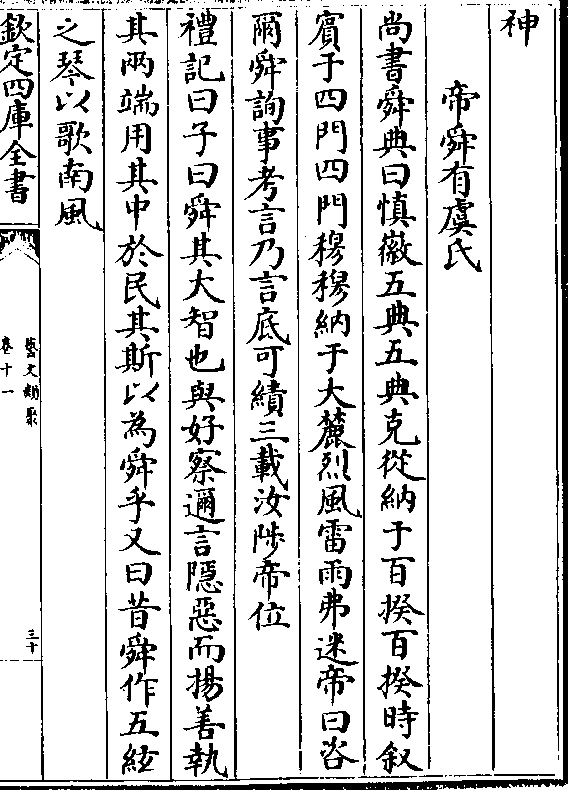 神
帝舜有虞氏
尚書舜典曰慎徽五典五典克從納于百揆百揆時叙
賓于四門四門穆穆納于大麓烈風雷雨弗迷帝曰咨
爾舜詢事考言乃言底可績三載汝陟帝位
禮記曰子曰舜其大智也與好察邇言隠惡而揚善執
其兩端用其中於民其斯以為舜乎又曰昔舜作五絃
之琴以歌南風
欽定四庫全書
藝文類聚
卷十一
三十